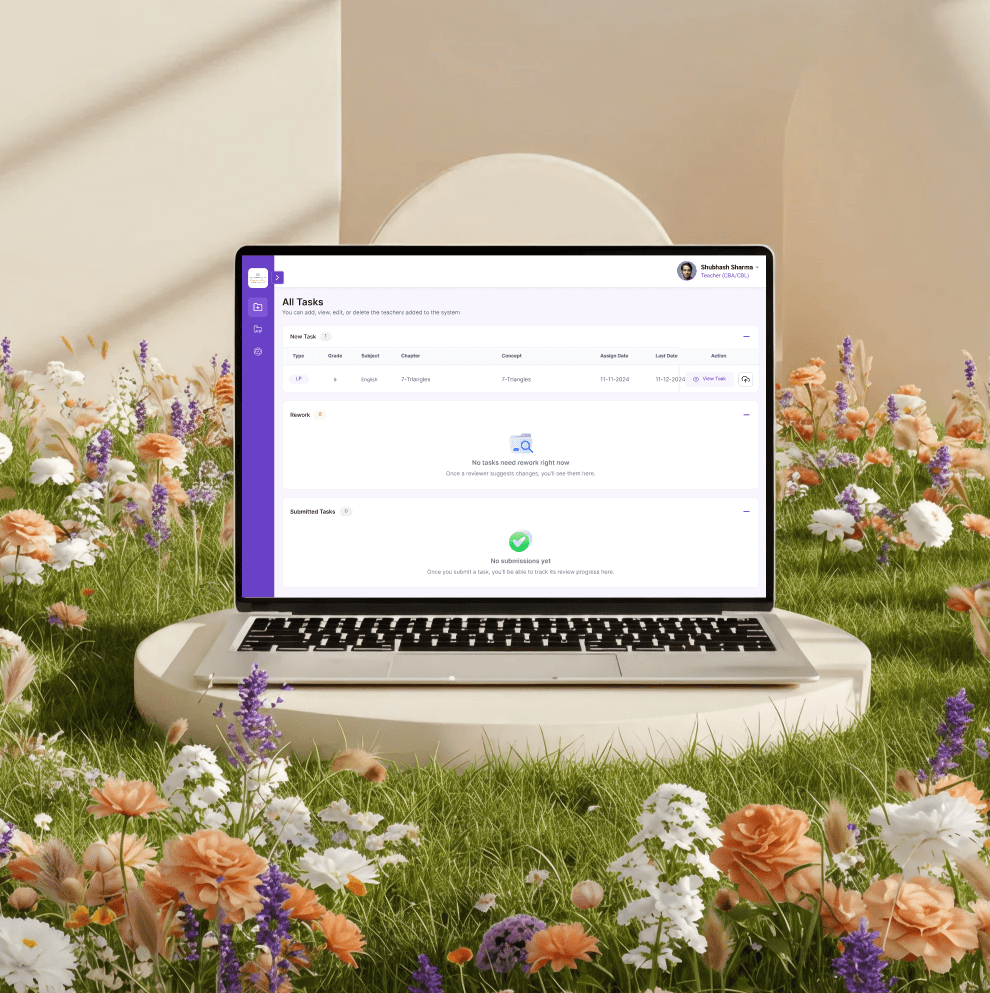 Shubhash Sharma
Teacher (CBA/CBL)
All Tasks
You can add, view, edit, or delete the teachers added to the system
New Task 1
Type Grade Subject Chapter Concept Assign Date Last Date Action
LP 9 English 7-Triangles 7-Triangles 11-11-2024 11-12-2024 View Task
Rework 0
No tasks need rework right now
Once a reviewer suggests changes, you'll see them here.
Submitted Tasks 0
No submissions yet
Once you submit a task, you'll be able to track its review progress here.